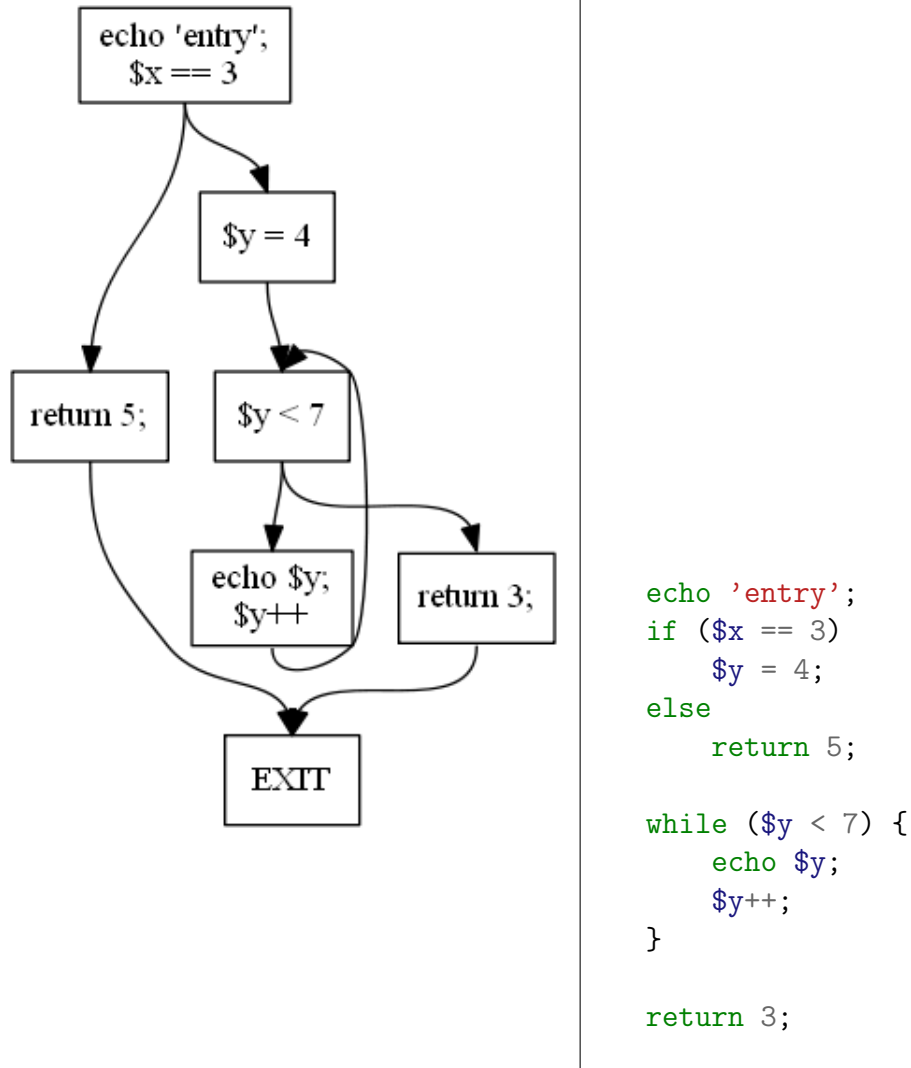 echo 'entry';
$x == 3
$y = 4
return 5;
$y < 7
echo $y;
$y++
return 3;
EXIT
echo ’entry’;
if ($x == 3)
    $y = 4;
else
    return 5;

while ($y < 7) {
    echo $y;
    $y++;
}

return 3;